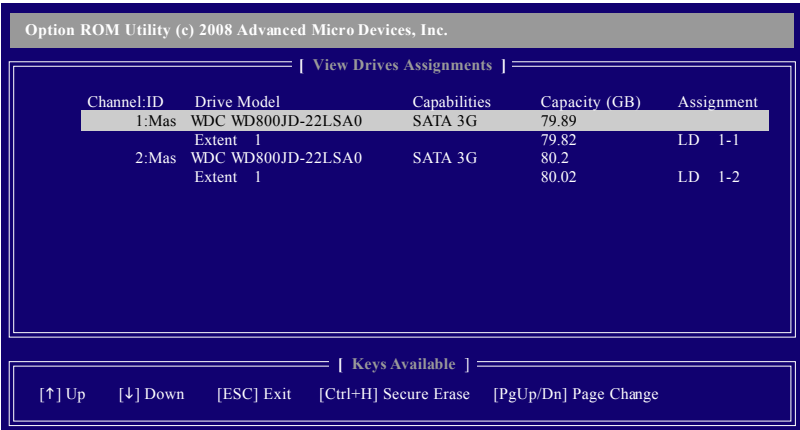 Option ROM Utility (c) 2008 Advanced Micro Devices, Inc.
[ View Drives Assignments ]
Channel:ID Drive Model Capabilities Capacity (GB) Assignment
1:Mas WDC WD800JD-22LSA0 SATA 3G 79.89
Extent 1 79.82 LD 1-1
2:Mas WDC WD800JD-22LSA0 SATA 3G 80.2
Extent 1 80.02 LD 1-2
[ Keys Available ]
[↑] Up [↓] Down [ESC] Exit [Ctrl+H] Secure Erase [PgUp/Dn] Page Change